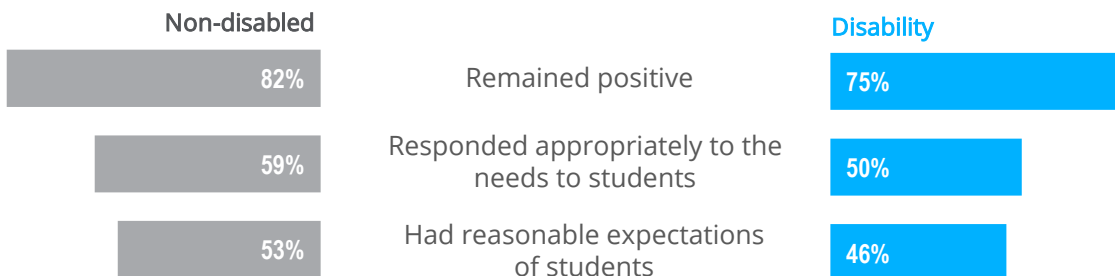 Non-disabled
Disability
82%
Remained positive
75%
59%
Responded appropriately to the
needs to students
50%
53%
Had reasonable expectations
of students
46%